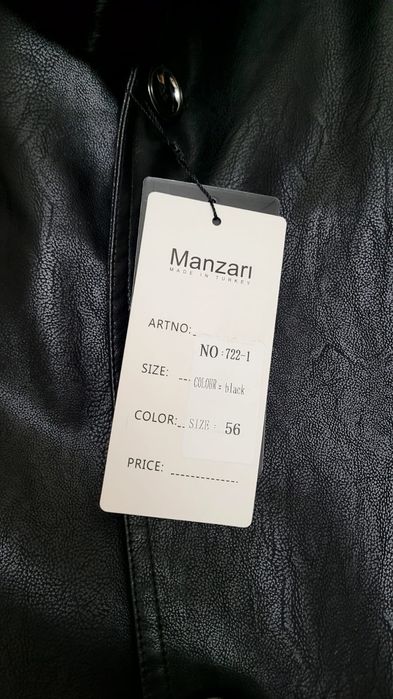 Manzarı
MADE IN TURKEY
ARTNO:
NO:722-1
SIZE:
COLOUR: black
COLOR:
SIZE: 56
PRICE: